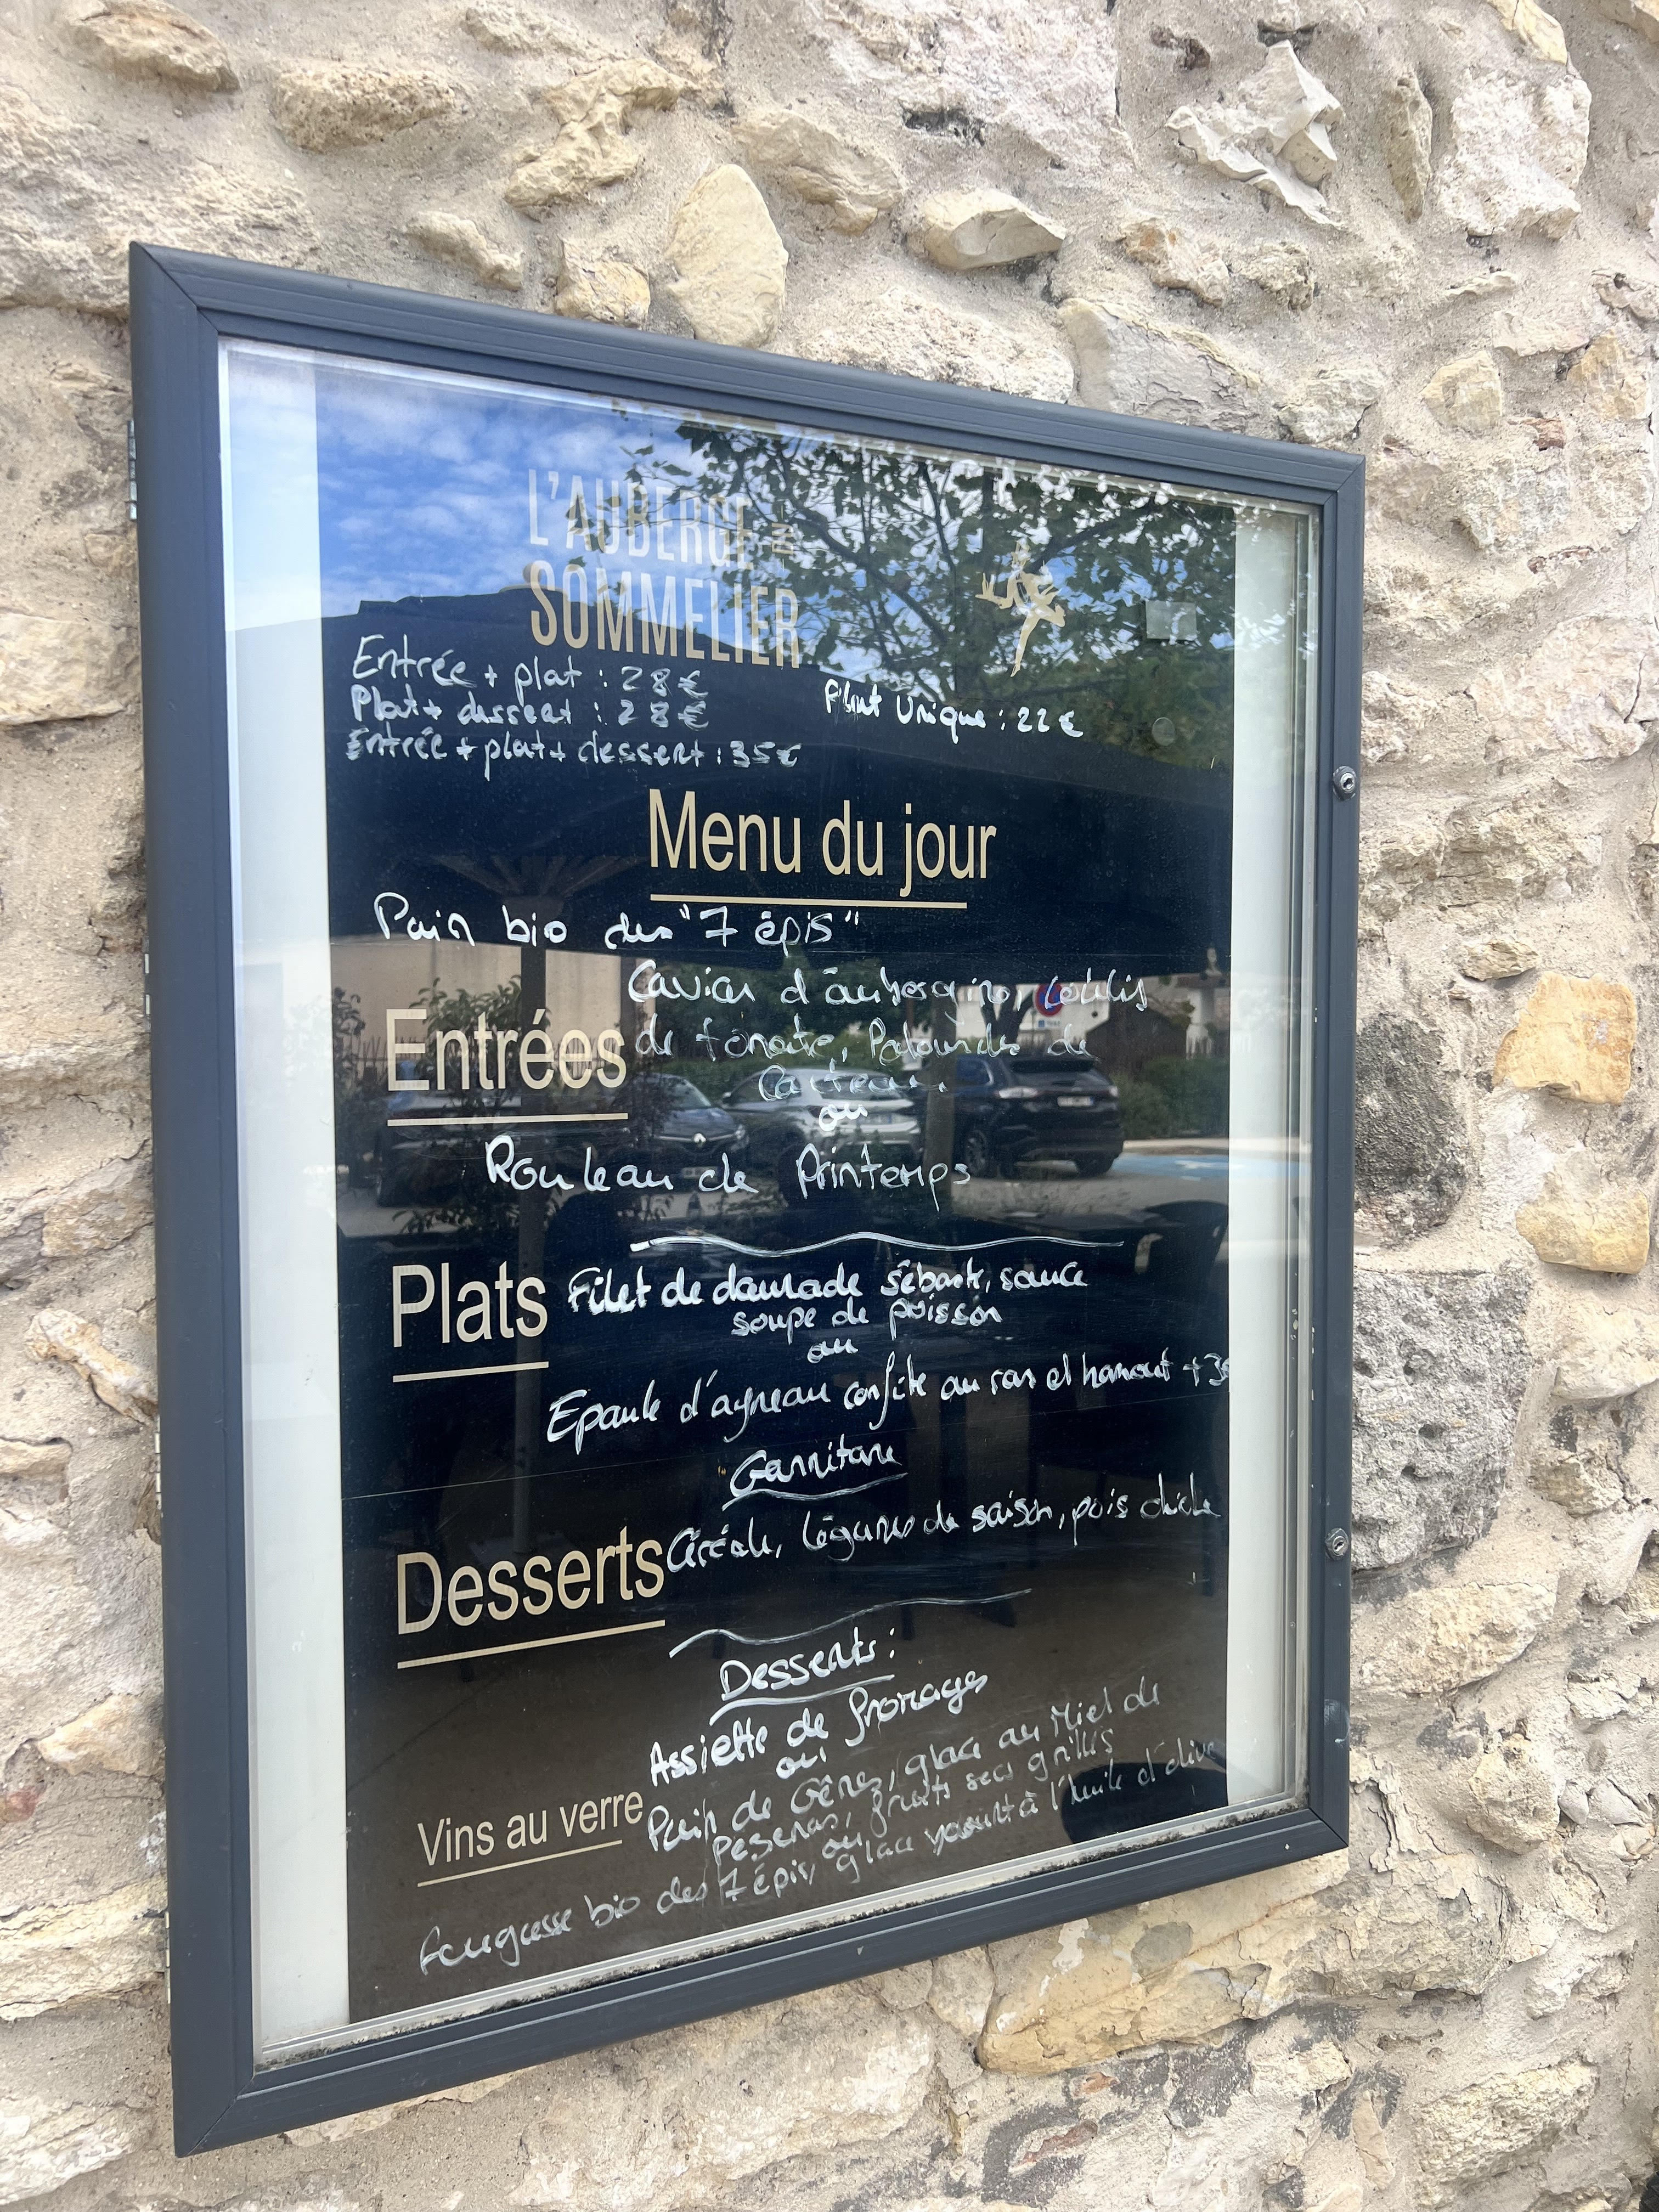 L'AUBERGE DU
SOMMELIER
Entrée + plat : 28€
Plat + dessert : 28€
Plat Unique : 22€
Entrée + plat + dessert : 35€
Menu du jour
Pain bio des "7 épis"
Entrées
Caviar d'aubergine, coulis
de tomate, Palourdes de
ou
Rouleau de Printemps
Plats
Filet de daurade sébaste, sauce
soupe de poisson
ou
Epaule d'agneau confite au ras el hanout + 3€
Garniture
Desserts
Céréale, légumes de saison, pois chiche
Desserts :
Assiette de fromages
ou
Vins au verre
Pain de Gênes, glace au Miel de
Pézenas, fruits secs grillés
ou
Fougasse bio des 7 épis, glace yaourt à l'huile d'olive